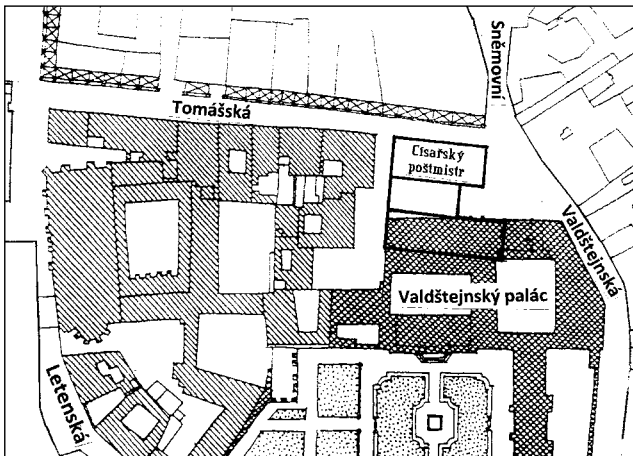 Tomášská
Sněmovní
Císařský
poštmistr
Valdštejnská
Valdštejnský palác
Letenská